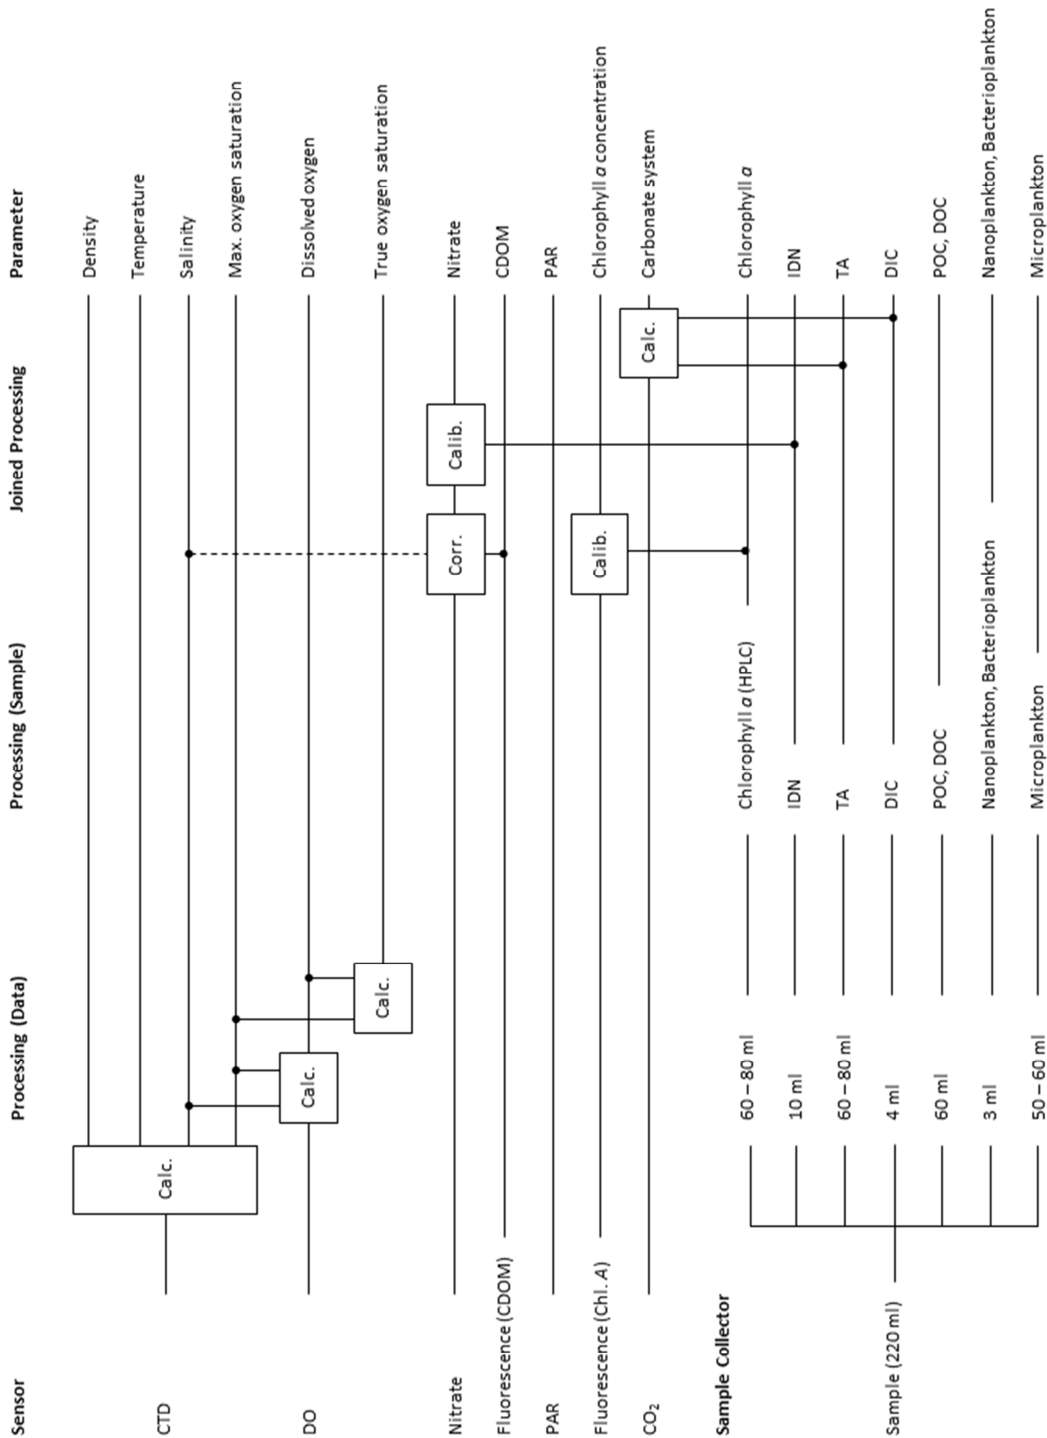 Sensor
Processing (Data)
Processing (Sample)
Joined Processing
Parameter
CTD
Calc.
Density
Temperature
Salinity
Max. oxygen saturation
DO
Calc.
Dissolved oxygen
Calc.
True oxygen saturation
Nitrate
Corr.
Calib.
Nitrate
Fluorescence (CDOM)
CDOM
PAR
PAR
Fluorescence (Chl. A)
Calib.
Chlorophyll a concentration
CO2
Calc.
Carbonate system
Sample Collector
Sample (220 ml)
60 – 80 ml
Chlorophyll a (HPLC)
Chlorophyll a
10 ml
IDN
IDN
60 – 80 ml
TA
TA
4 ml
DIC
DIC
60 ml
POC, DOC
POC, DOC
3 ml
Nanoplankton, Bacterioplankton
Nanoplankton, Bacterioplankton
50 – 60 ml
Microplankton
Microplankton